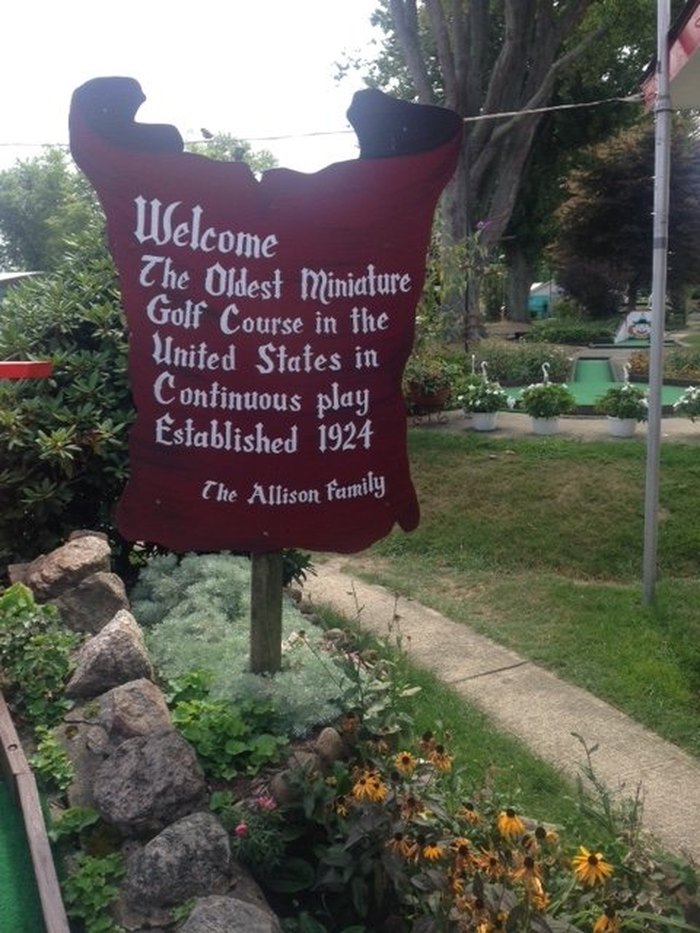 Welcome
The Oldest Miniature
Golf Course in the
United States in
Continuous play
Established 1924
The Allison Family